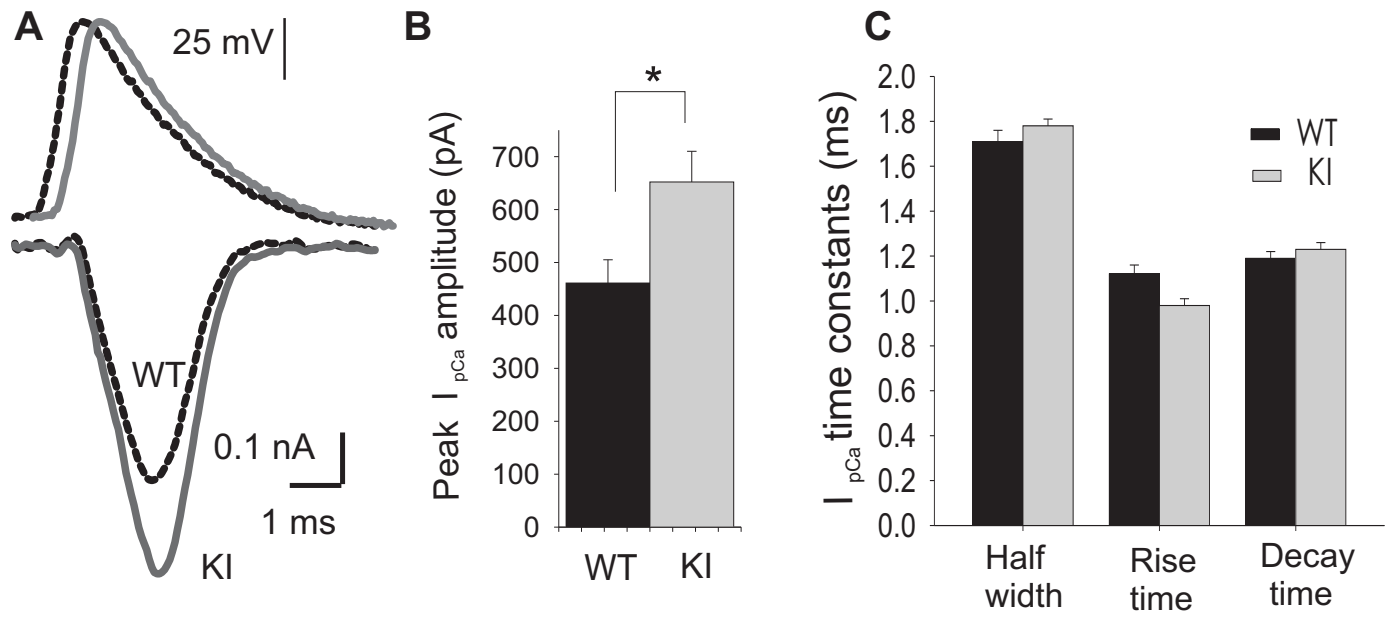 A
25 mV
WT
0.1 nA
1 ms
KI
B
*
Peak I pCa amplitude (pA)
700
600
500
400
300
200
100
0
WT
KI
C
I pCa time constants (ms)
2.0
1.8
1.6
1.4
1.2
1.0
0.8
0.6
0.4
0.2
0.0
WT
KI
Half
width
Rise
time
Decay
time